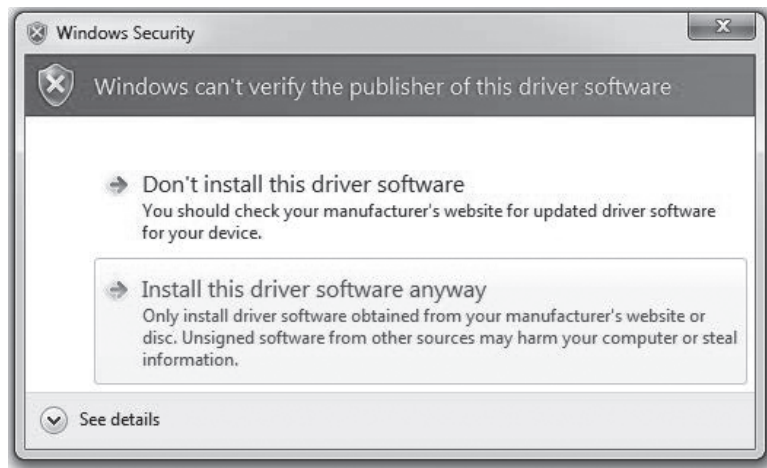 Windows Security
Windows can't verify the publisher of this driver software
Don't install this driver software
You should check your manufacturer's website for updated driver software
for your device.
Install this driver software anyway
Only install driver software obtained from your manufacturer's website or
disc. Unsigned software from other sources may harm your computer or steal
information.
See details